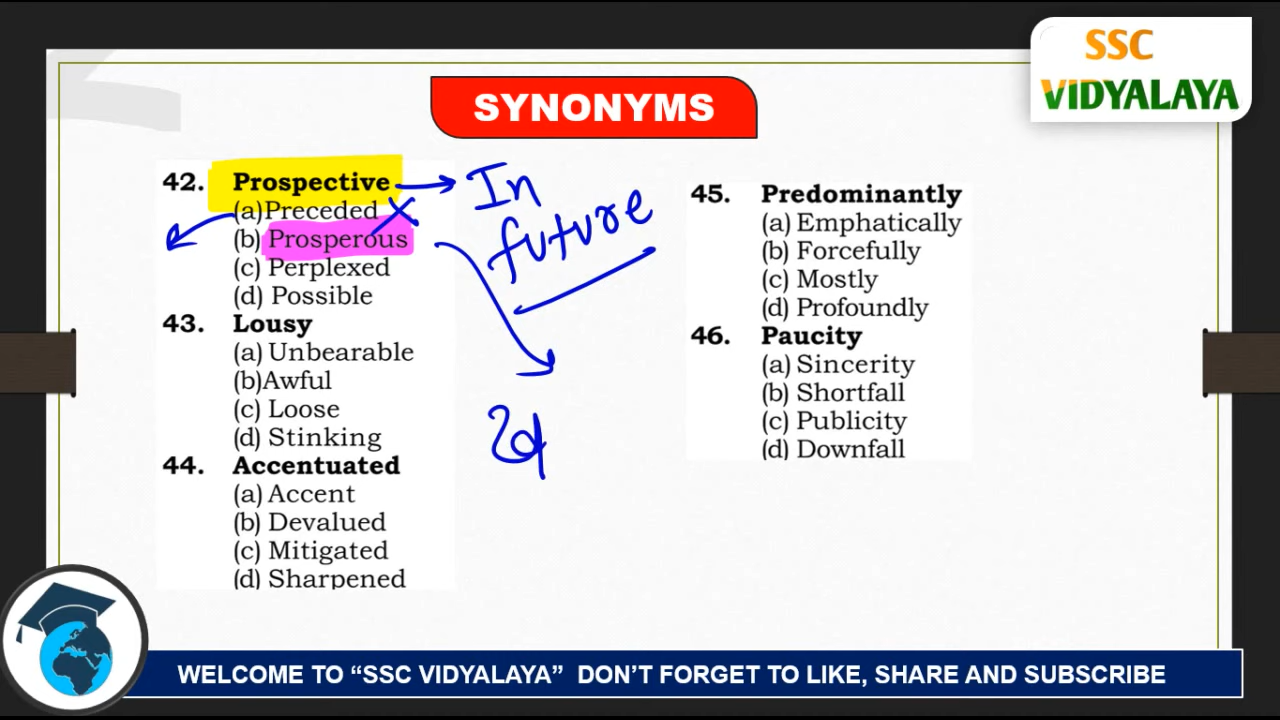 SSC
VIDYALAYA
SYNONYMS
42. Prospective
(a)Preceded
(b) Prosperous
(c) Perplexed
(d) Possible
43. Lousy
(a) Unbearable
(b)Awful
(c) Loose
(d) Stinking
44. Accentuated
(a) Accent
(b) Devalued
(c) Mitigated
(d) Sharpened
In
future
45. Predominantly
(a) Emphatically
(b) Forcefully
(c) Mostly
(d) Profoundly
46. Paucity
(a) Sincerity
(b) Shortfall
(c) Publicity
(d) Downfall
WELCOME TO “SSC VIDYALAYA” DON’T FORGET TO LIKE, SHARE AND SUBSCRIBE